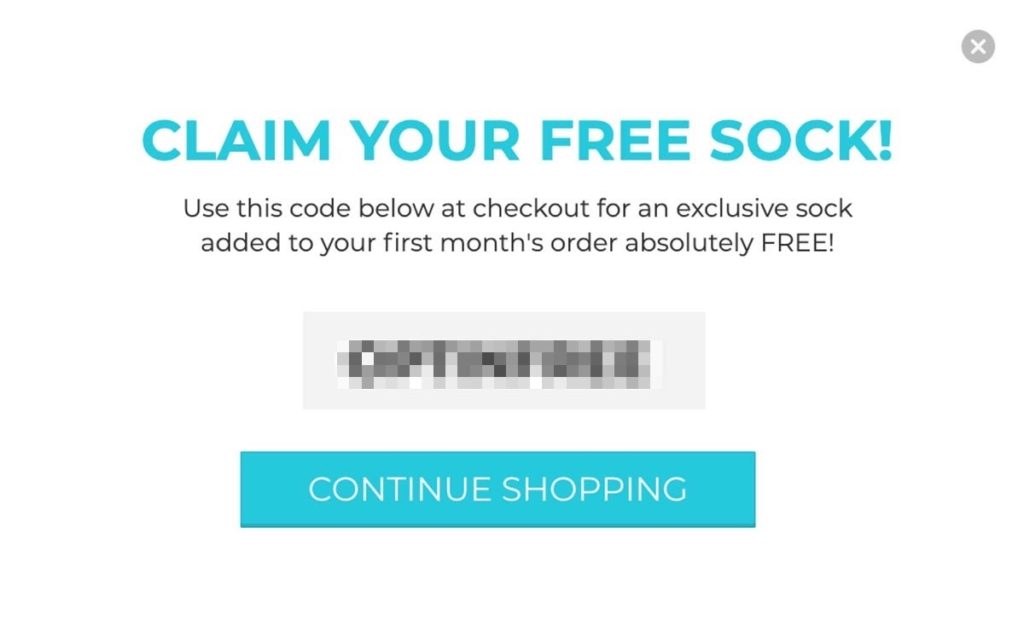 CLAIM YOUR FREE SOCK!
Use this code below at checkout for an exclusive sock
added to your first month's order absolutely FREE!
CONTINUE SHOPPING